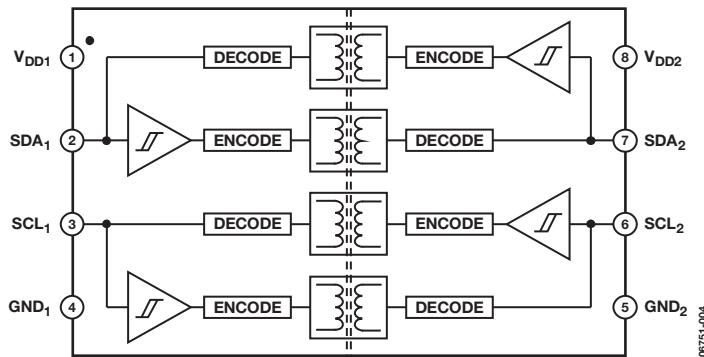 VDD1 1 DECODE ENCODE 8 VDD2
SDA1 2 ENCODE DECODE 7 SDA2
SCL1 3 DECODE ENCODE 6 SCL2
GND1 4 ENCODE DECODE 5 GND2
06751-004